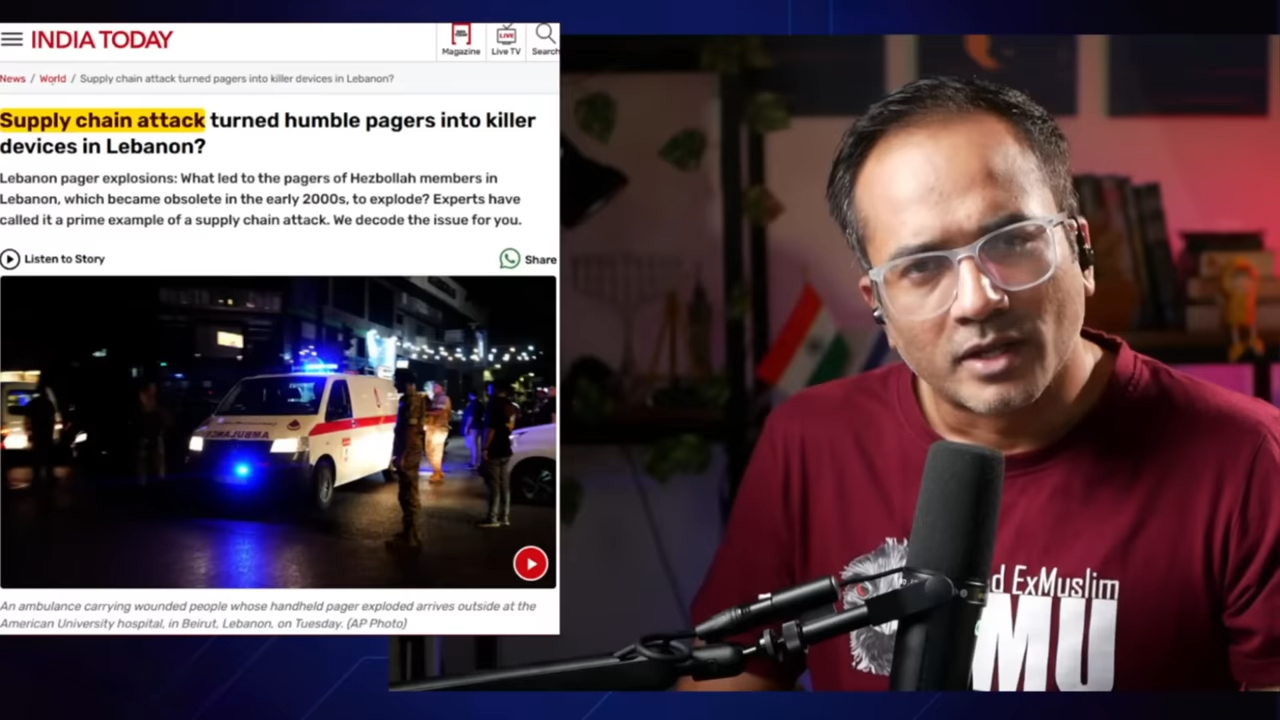 INDIA TODAY
Magazine
LIVE
Live TV
Search
News / World / Supply chain attack turned pagers into killer devices in Lebanon?
Supply chain attack turned humble pagers into killer
devices in Lebanon?
Lebanon pager explosions: What led to the pagers of Hezbollah members in
Lebanon, which became obsolete in the early 2000s, to explode? Experts have
called it a prime example of a supply chain attack. We decode the issue for you.
Listen to Story
Share
An ambulance carrying wounded people whose handheld pager exploded arrives outside at the
American University hospital, in Beirut, Lebanon, on Tuesday. (AP Photo)
d ExMuslim
MU